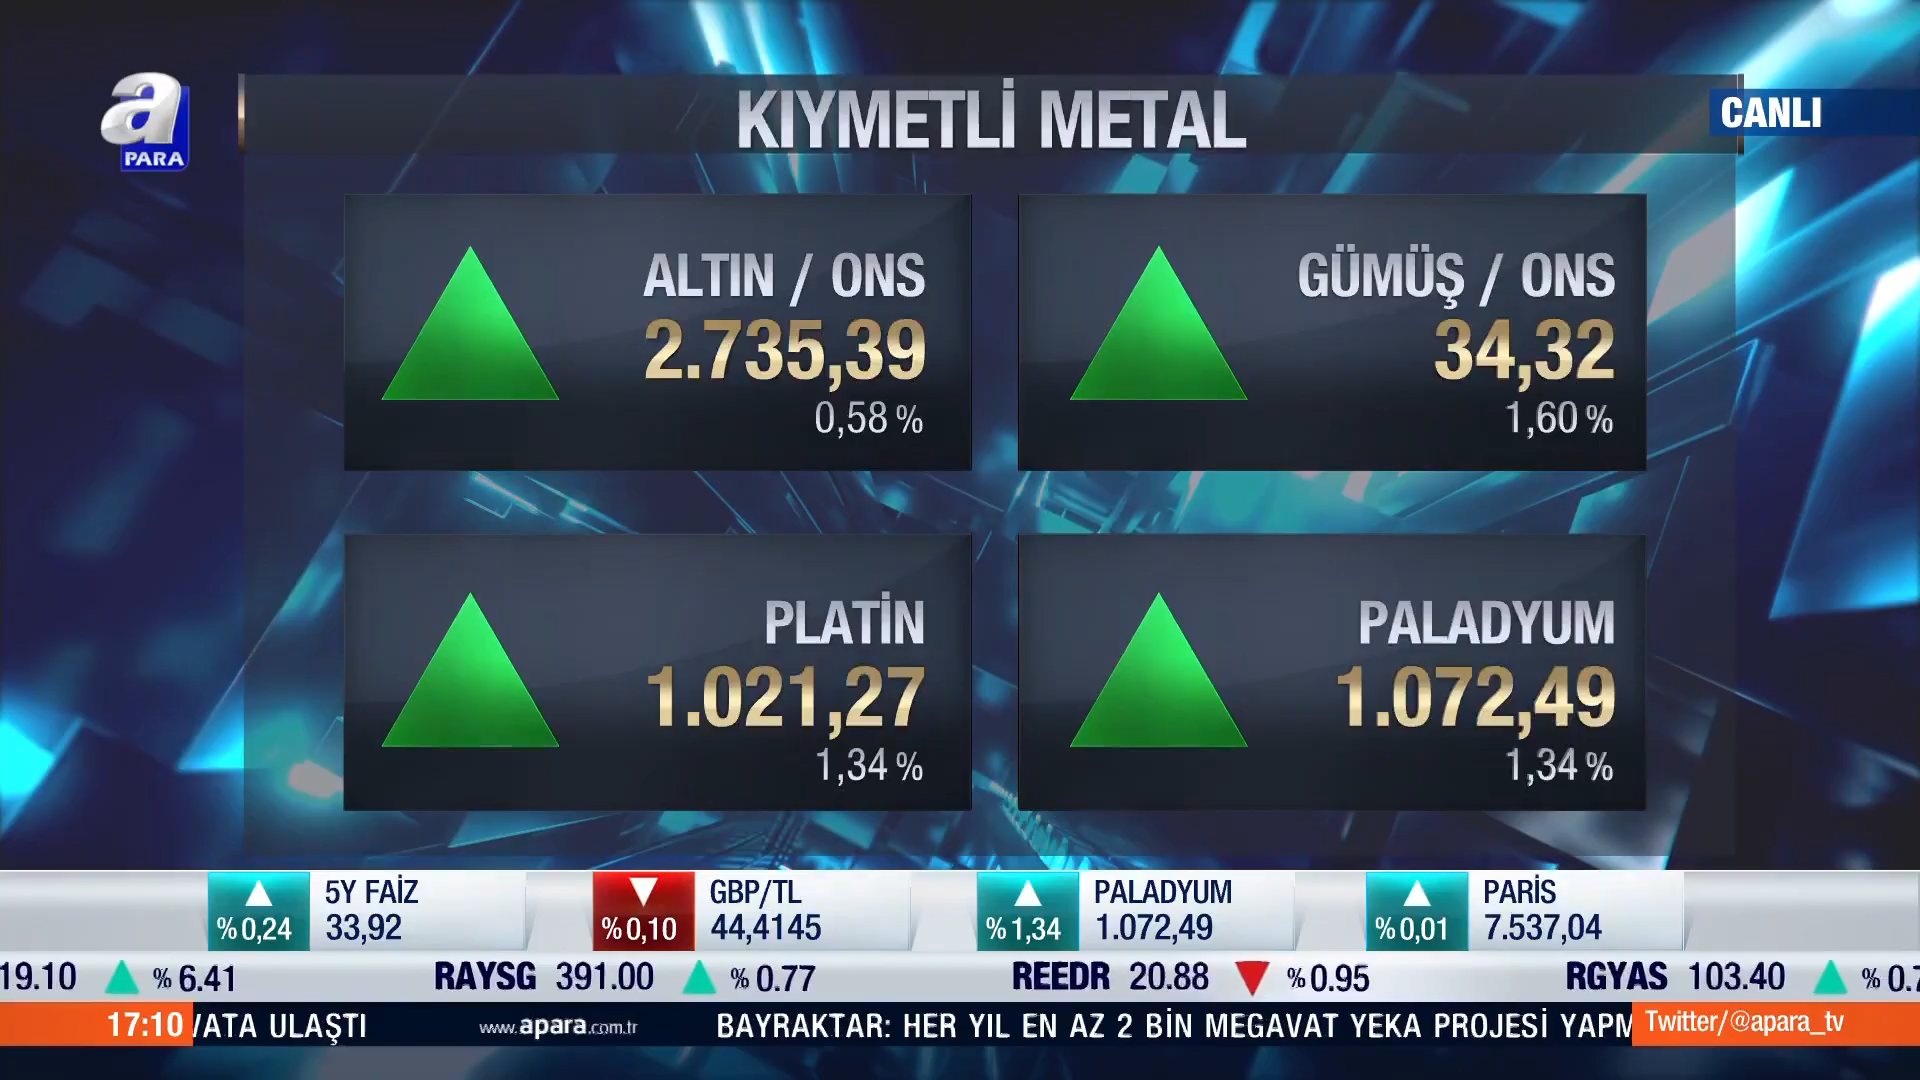 a
PARA
KIYMETLİ METAL
CANLI
ALTIN / ONS
2.735,39
0,58 %
GÜMÜŞ / ONS
34,32
1,60 %
PLATİN
1.021,27
1,34 %
PALADYUM
1.072,49
1,34 %
% 0,24 5Y FAİZ 33,92
% 0,10 GBP/TL 44,4145
% 1,34 PALADYUM 1.072,49
% 0,01 PARİS 7.537,04
19.10 % 6.41 RAYSG 391.00 % 0.77 REEDR 20.88 % 0.95 RGYAS 103.40 % 0.7
17:10 VATA ULAŞTI www.apara.com.tr BAYRAKTAR: HER YIL EN AZ 2 BİN MEGAVAT YEKA PROJESİ YAPM Twitter/@apara_tv